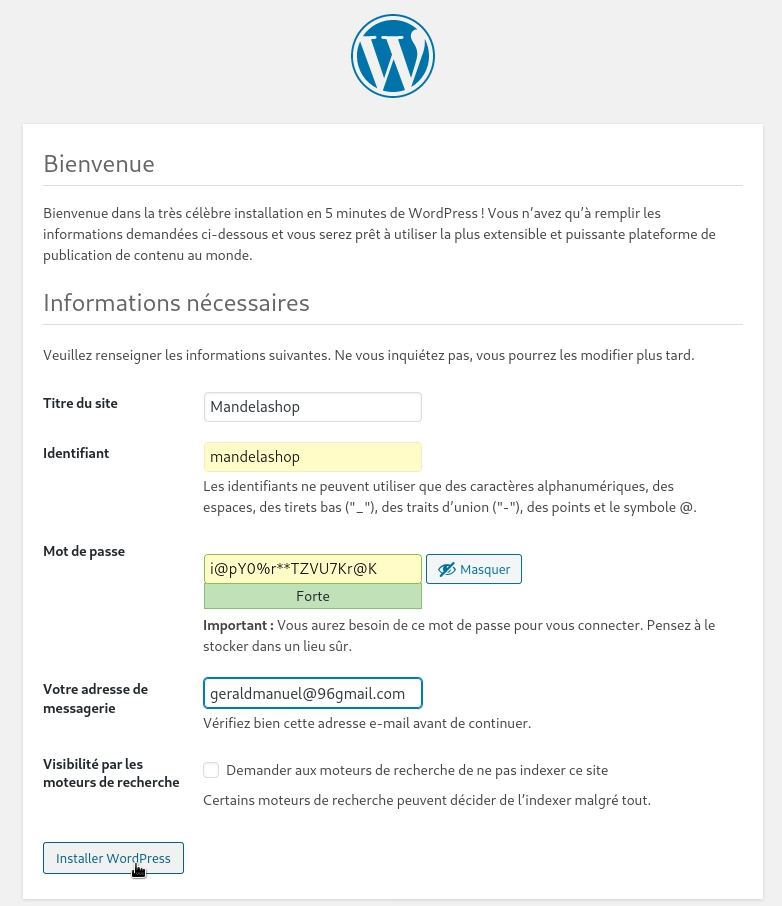 Bienvenue
Bienvenue dans la très célèbre installation en 5 minutes de WordPress ! Vous n’avez qu’à remplir les
informations demandées ci-dessous et vous serez prêt à utiliser la plus extensible et puissante plateforme de
publication de contenu au monde.
Informations nécessaires
Veuillez renseigner les informations suivantes. Ne vous inquiétez pas, vous pourrez les modifier plus tard.
Titre du site
Mandelashop
Identifiant
mandelashop
Les identifiants ne peuvent utiliser que des caractères alphanumériques, des
espaces, des tirets bas ("_"), des traits d’union ("-"), des points et le symbole @.
Mot de passe
i@pY0%r**TZVU7Kr@K
Masquer
Forte
Important : Vous aurez besoin de ce mot de passe pour vous connecter. Pensez à le
stocker dans un lieu sûr.
Votre adresse de
messagerie
geraldmanuel@96gmail.com
Vérifiez bien cette adresse e-mail avant de continuer.
Visibilité par les
moteurs de recherche
Demander aux moteurs de recherche de ne pas indexer ce site
Certains moteurs de recherche peuvent décider de l’indexer malgré tout.
Installer WordPress